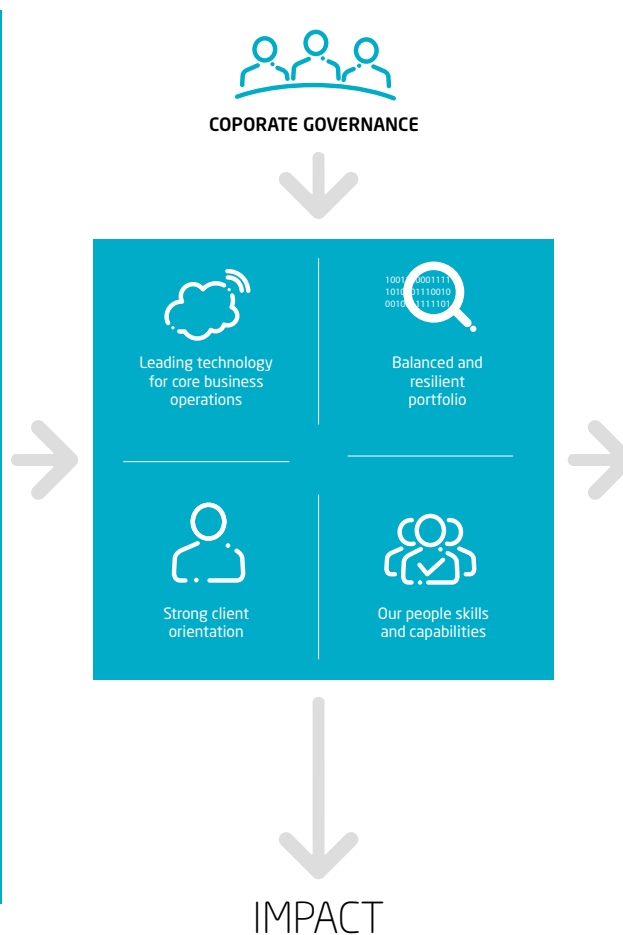 COPORATE GOVERNANCE
Leading technology
for core business
operations
Balanced and
resilient
portfolio
Strong client
orientation
Our people skills
and capabilities
IMPACT